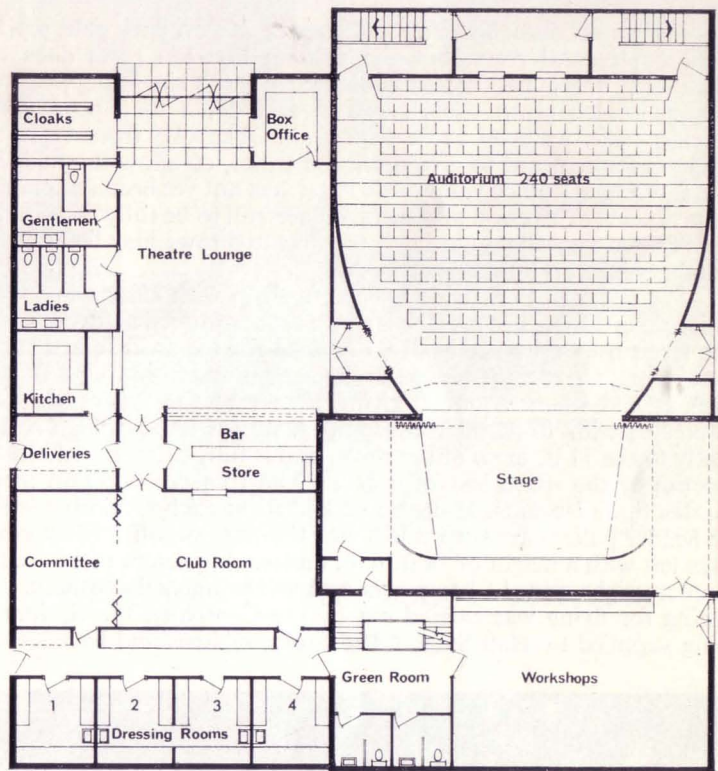 Cloaks
Box
Office
Auditorium 240 seats
Gentlemen
Theatre Lounge
Ladies
Kitchen
Bar
Deliveries
Store
Stage
Committee
Club Room
Green Room
Workshops
1
2
3
4
Dressing Rooms